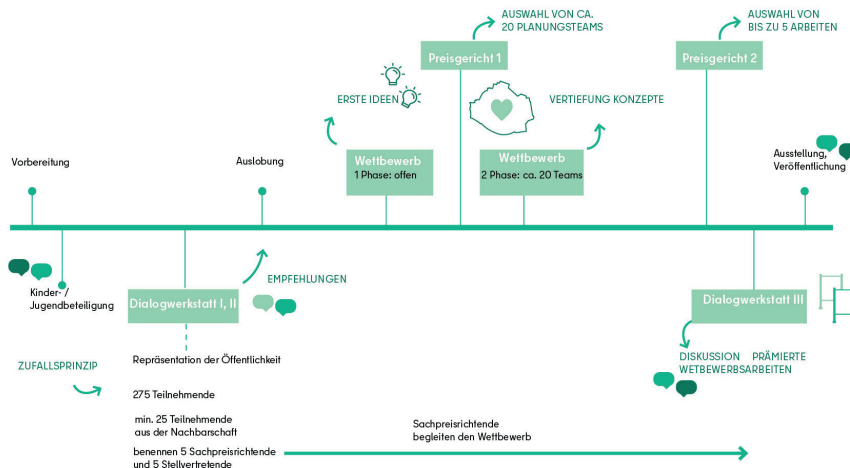 AUSWAHL VON CA.
20 PLANUNGSTEAMS
AUSWAHL VON
BIS ZU 5 ARBEITEN
Preisgericht 1
Preisgericht 2
ERSTE IDEEN
VERTIEFUNG KONZEPTE
Vorbereitung
Auslobung
Wettbewerb
1 Phase: offen
Wettbewerb
2 Phase: ca. 20 Teams
Ausstellung,
Veröffentlichung
Kinder- /
Jugendbeteiligung
Dialogwerkstatt I, II
EMPFEHLUNGEN
Dialogwerkstatt III
ZUFALLSPRINZIP
Repräsentation der Öffentlichkeit
275 Teilnehmende
min. 25 Teilnehmende
aus der Nachbarschaft
benennen 5 Sachpreisrichtende
und 5 Stellvertretende
Sachpreisrichtende
begleiten den Wettbewerb
DISKUSSION PRÄMIERTE
WETBEWERBSARBEITEN